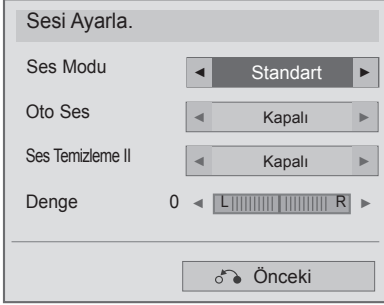 Sesi Ayarla.
Ses Modu Standart
Oto Ses Kapalı
Ses Temizleme II Kapalı
Denge 0 L R
Önceki